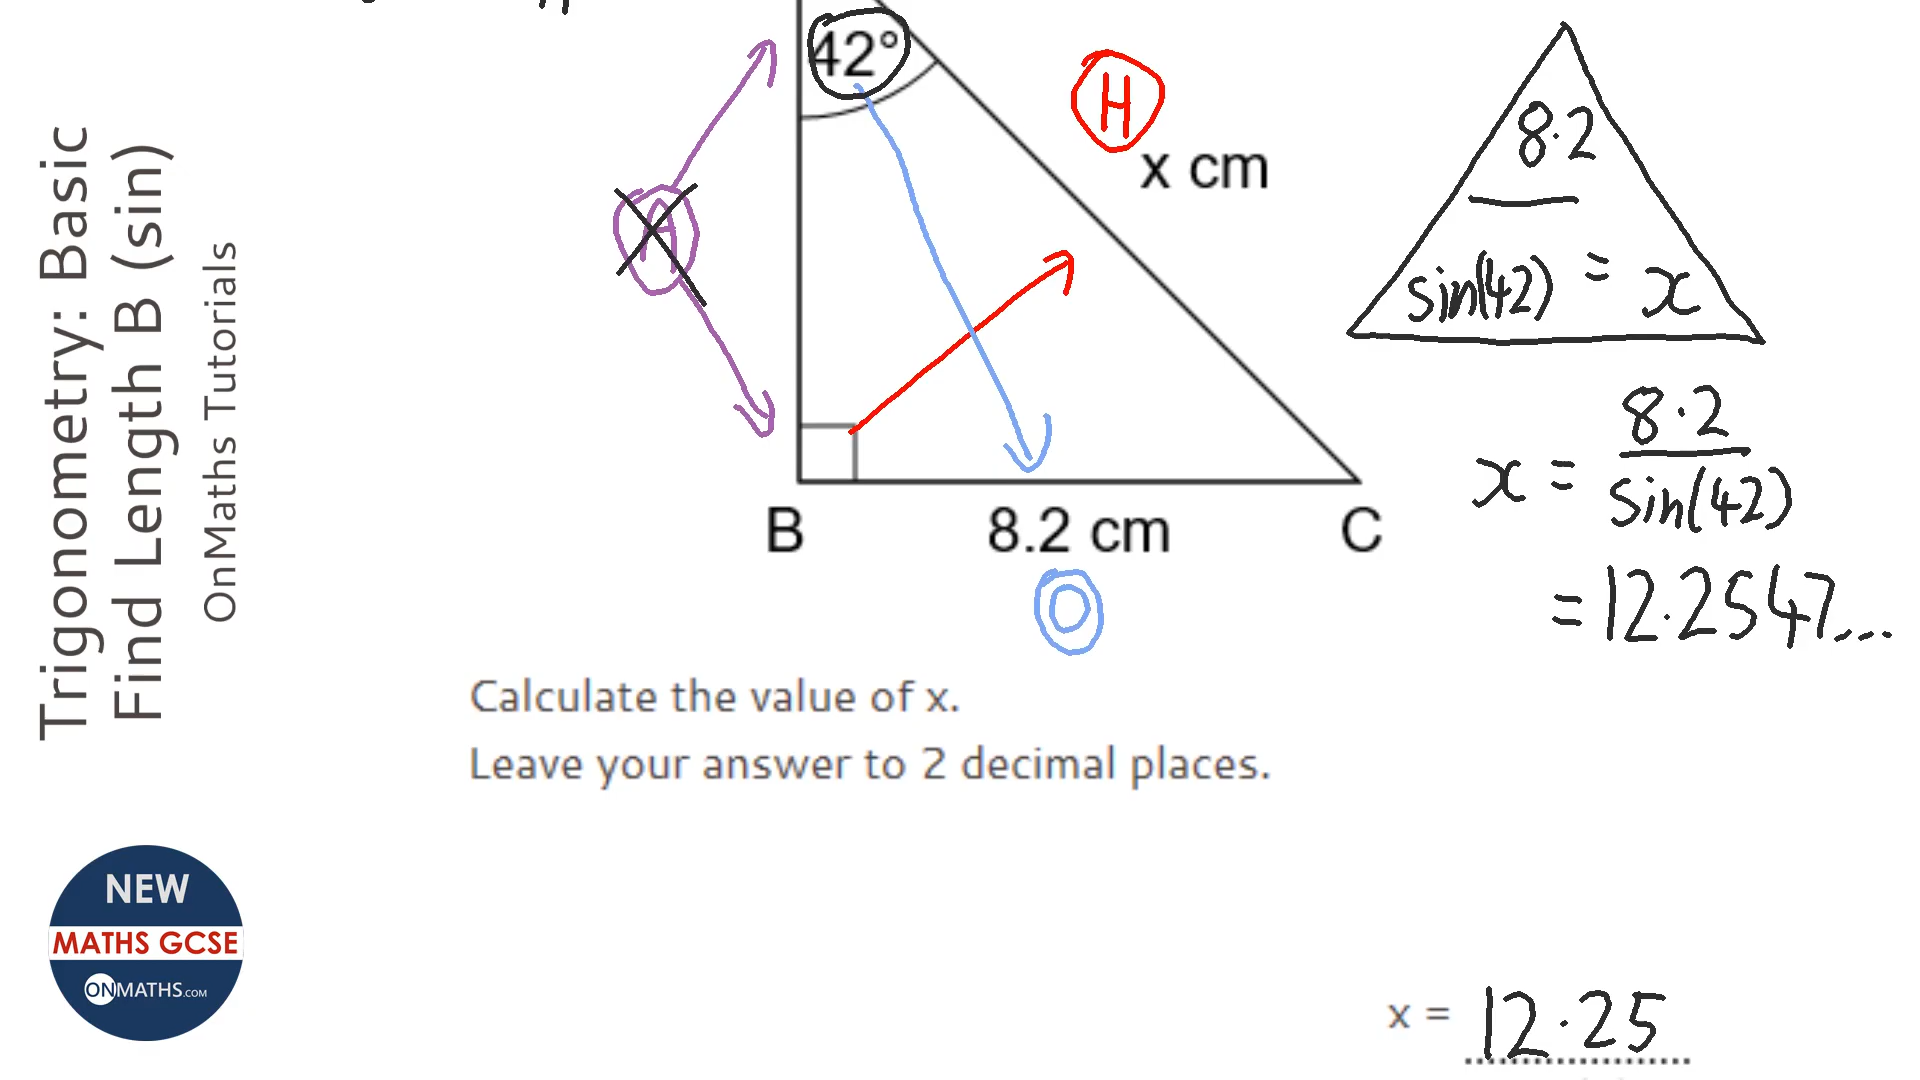 Trigonometry: Basic
Find Length B (sin)
OnMaths Tutorials
42°
H
x cm
A
8.2
sin(42) = x
x = 8.2
sin(42)
= 12.2547...
B
8.2 cm
C
O
Calculate the value of x.
Leave your answer to 2 decimal places.
NEW
MATHS GCSE
ONMATHS.COM
x = 12.25